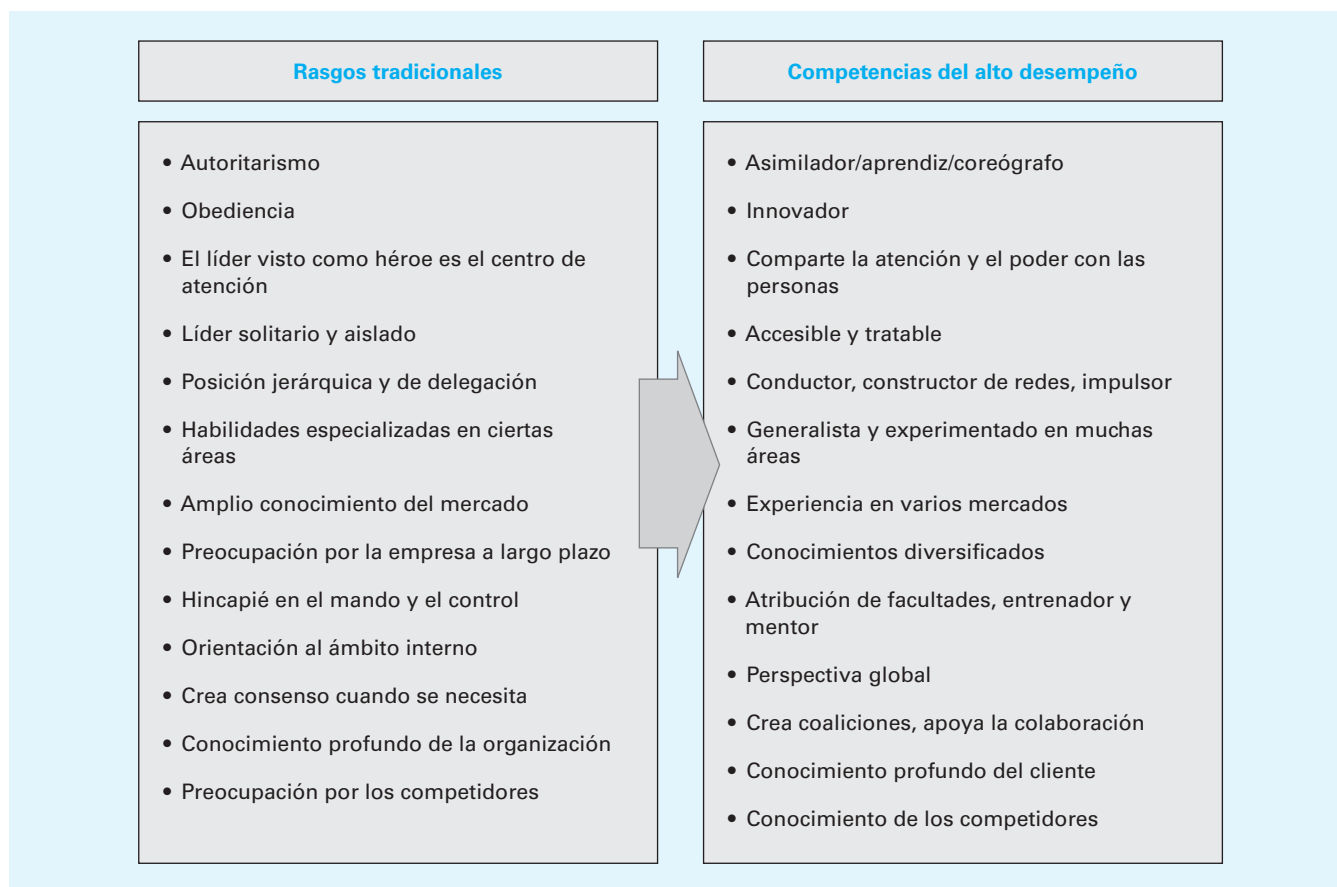 Rasgos tradicionales
• Autoritarismo
• Obediencia
• El líder visto como héroe es el centro de
atención
• Líder solitario y aislado
• Posición jerárquica y de delegación
• Habilidades especializadas en ciertas
áreas
• Amplio conocimiento del mercado
• Preocupación por la empresa a largo plazo
• Hincapié en el mando y el control
• Orientación al ámbito interno
• Crea consenso cuando se necesita
• Conocimiento profundo de la organización
• Preocupación por los competidores
Competencias del alto desempeño
• Asimilador/aprendiz/coreógrafo
• Innovador
• Comparte la atención y el poder con las
personas
• Accesible y tratable
• Conductor, constructor de redes, impulsor
• Generalista y experimentado en muchas
áreas
• Experiencia en varios mercados
• Conocimientos diversificados
• Atribución de facultades, entrenador y
mentor
• Perspectiva global
• Crea coaliciones, apoya la colaboración
• Conocimiento profundo del cliente
• Conocimiento de los competidores